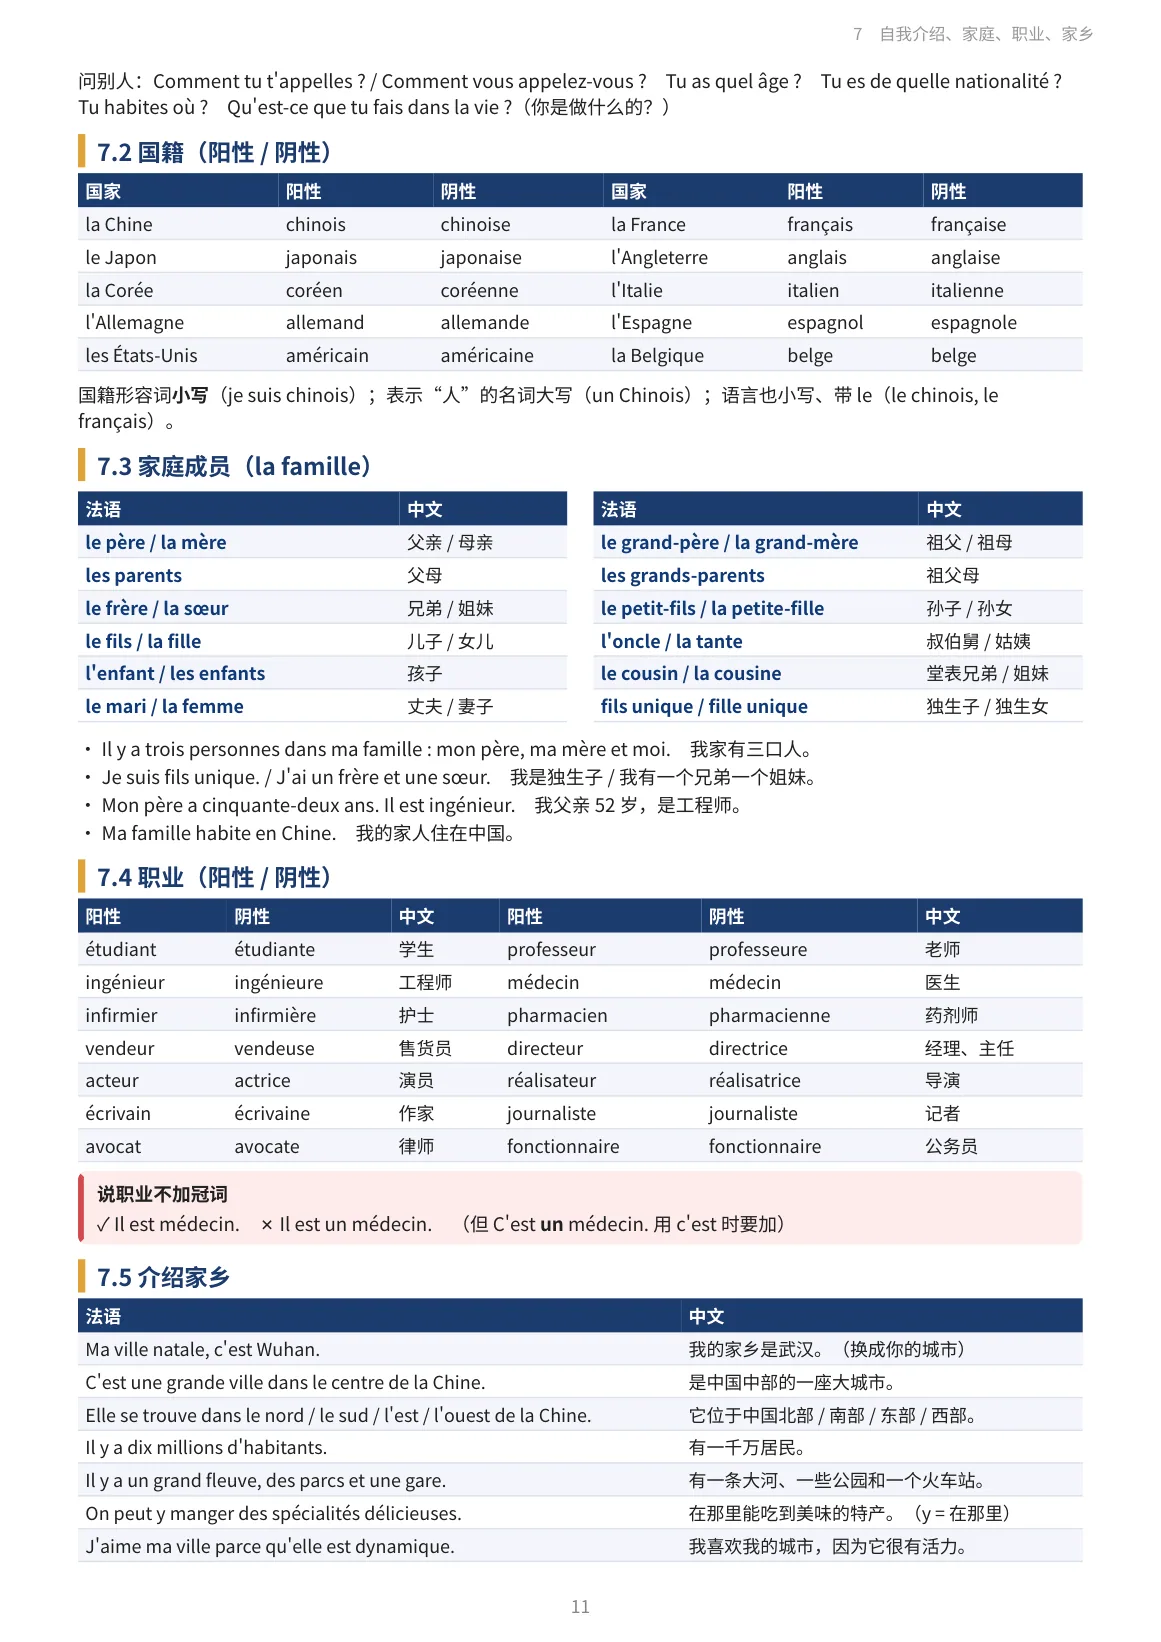 7 自我介绍、家庭、职业、家乡
问别人：Comment tu t'appelles ? / Comment vous appelez-vous ? Tu as quel âge ? Tu es de quelle nationalité ?
Tu habites où ? Qu'est-ce que tu fais dans la vie ?（你是做什么的？）
7.2 国籍（阳性 / 阴性）
国家 阳性 阴性 国家 阳性 阴性
la Chine chinois chinoise la France français française
le Japon japonais japonaise l'Angleterre anglais anglaise
la Corée coréen coréenne l'Italie italien italienne
l'Allemagne allemand allemande l'Espagne espagnol espagnole
les États-Unis américain américaine la Belgique belge belge
国籍形容词小写（je suis chinois）；表示“人”的名词大写（un Chinois）；语言也小写、带 le（le chinois, le
français）。
7.3 家庭成员（la famille）
法语 中文 法语 中文
le père / la mère 父亲 / 母亲 le grand-père / la grand-mère 祖父 / 祖母
les parents 父母 les grands-parents 祖父母
le frère / la sœur 兄弟 / 姐妹 le petit-fils / la petite-fille 孙子 / 孙女
le fils / la fille 儿子 / 女儿 l'oncle / la tante 叔伯舅 / 姑姨
l'enfant / les enfants 孩子 le cousin / la cousine 堂表兄弟 / 姐妹
le mari / la femme 丈夫 / 妻子 fils unique / fille unique 独生子 / 独生女
• Il y a trois personnes dans ma famille : mon père, ma mère et moi. 我家有三口人。
• Je suis fils unique. / J'ai un frère et une sœur. 我是独生子 / 我有一个兄弟一个姐妹。
• Mon père a cinquante-deux ans. Il est ingénieur. 我父亲 52 岁，是工程师。
• Ma famille habite en Chine. 我的家人住在中国。
7.4 职业（阳性 / 阴性）
阳性 阴性 中文 阳性 阴性 中文
étudiant étudiante 学生 professeur professeure 老师
ingénieur ingénieure 工程师 médecin médecin 医生
infirmier infirmière 护士 pharmacien pharmacienne 药剂师
vendeur vendeuse 售货员 directeur directrice 经理、主任
acteur actrice 演员 réalisateur réalisatrice 导演
écrivain écrivaine 作家 journaliste journaliste 记者
avocat avocate 律师 fonctionnaire fonctionnaire 公务员
说职业不加冠词
✓ Il est médecin. × Il est un médecin. （但 C'est un médecin. 用 c'est 时要加）
7.5 介绍家乡
法语 中文
Ma ville natale, c'est Wuhan. 我的家乡是武汉。（换成你的城市）
C'est une grande ville dans le centre de la Chine. 是中国中部的一座大城市。
Elle se trouve dans le nord / le sud / l'est / l'ouest de la Chine. 它位于中国北部 / 南部 / 东部 / 西部。
Il y a dix millions d'habitants. 有一千万居民。
Il y a un grand fleuve, des parcs et une gare. 有一条大河、一些公园和一个火车站。
On peut y manger des spécialités délicieuses. 在那里能吃到美味的特产。（y = 在那里）
J'aime ma ville parce qu'elle est dynamique. 我喜欢我的城市，因为它很有活力。
11